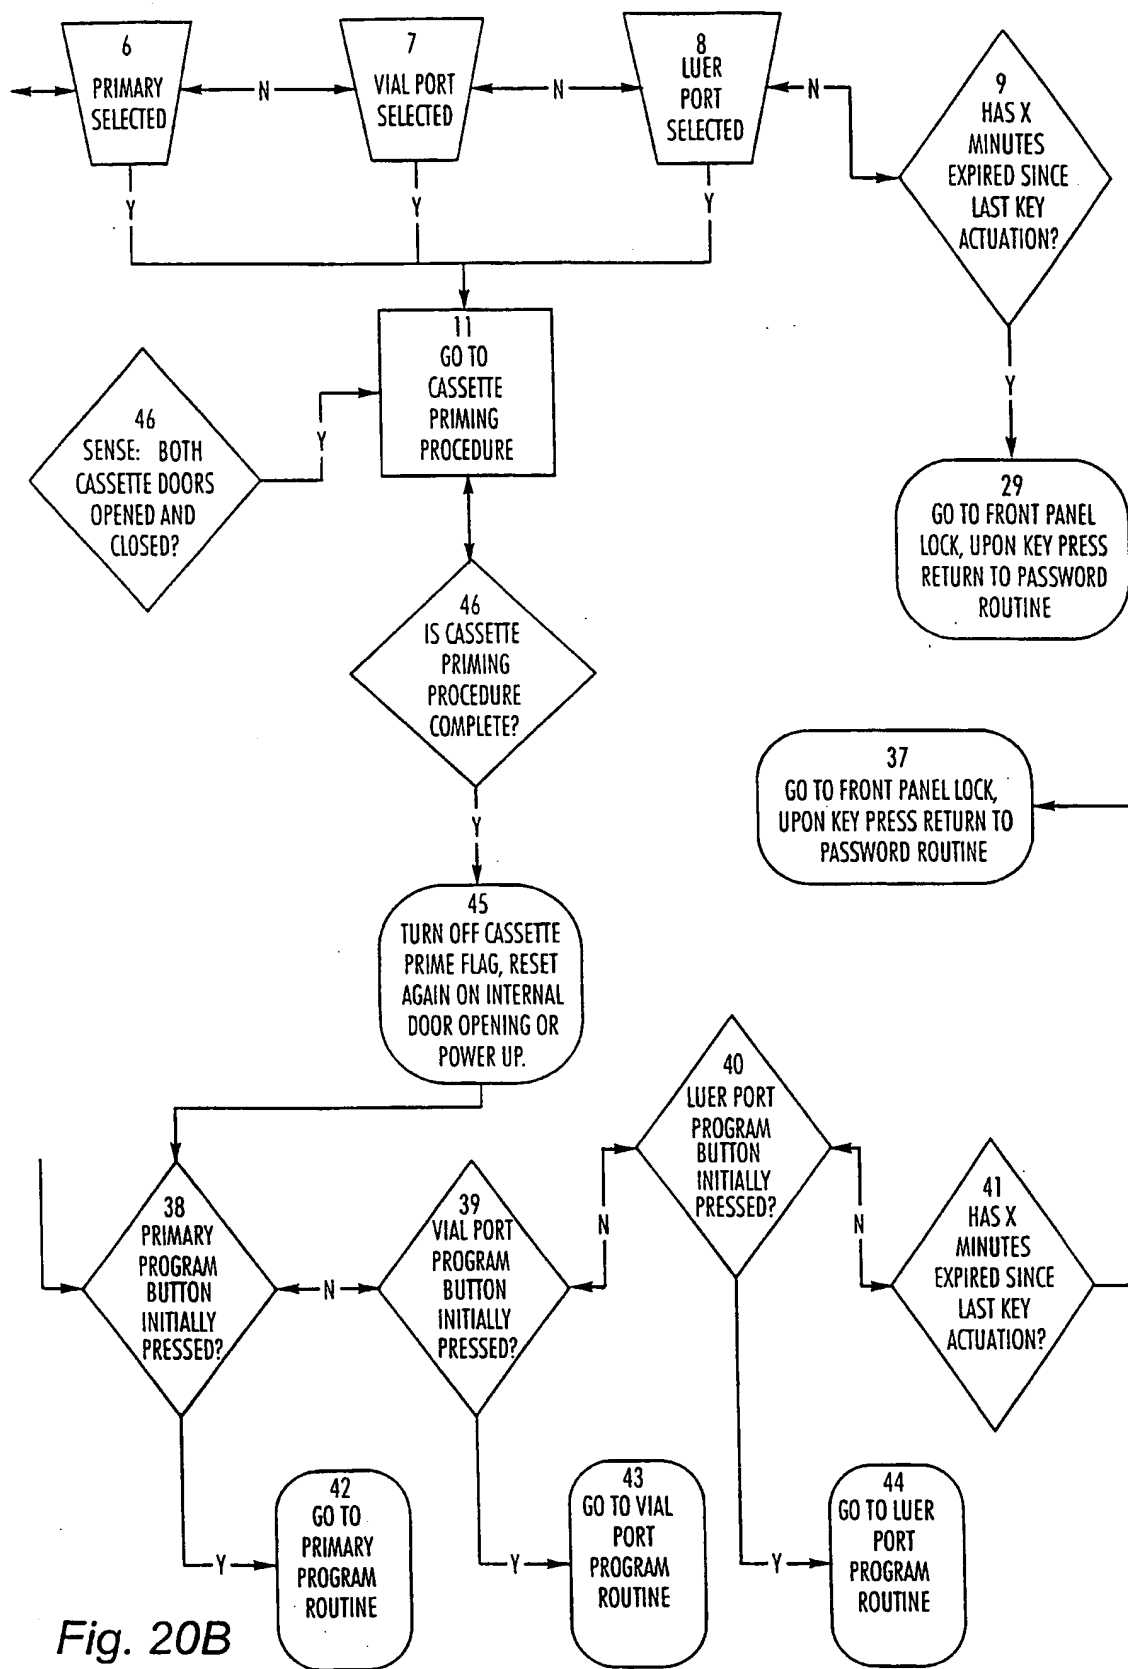 6
PRIMARY
SELECTED
N
7
VIAL PORT
SELECTED
N
8
LUER
PORT
SELECTED
N
9
HAS X
MINUTES
EXPIRED SINCE
LAST KEY
ACTUATION?
Y
Y
Y
Y
11
GO TO
CASSETTE
PRIMING
PROCEDURE
46
SENSE: BOTH
CASSETTE DOORS
OPENED AND
CLOSED?
Y
29
GO TO FRONT PANEL
LOCK, UPON KEY PRESS
RETURN TO PASSWORD
ROUTINE
46
IS CASSETTE
PRIMING
PROCEDURE
COMPLETE?
Y
37
GO TO FRONT PANEL LOCK,
UPON KEY PRESS RETURN TO
PASSWORD ROUTINE
45
TURN OFF CASSETTE
PRIME FLAG, RESET
AGAIN ON INTERNAL
DOOR OPENING OR
POWER UP.
38
PRIMARY
PROGRAM
BUTTON
INITIALLY
PRESSED?
N
39
VIAL PORT
PROGRAM
BUTTON
INITIALLY
PRESSED?
N
40
LUER PORT
PROGRAM
BUTTON
INITIALLY
PRESSED?
N
41
HAS X
MINUTES
EXPIRED SINCE
LAST KEY
ACTUATION?
Y
42
GO TO
PRIMARY
PROGRAM
ROUTINE
Y
43
GO TO VIAL
PORT
PROGRAM
ROUTINE
Y
44
GO TO LUER
PORT
PROGRAM
ROUTINE
Fig. 20B